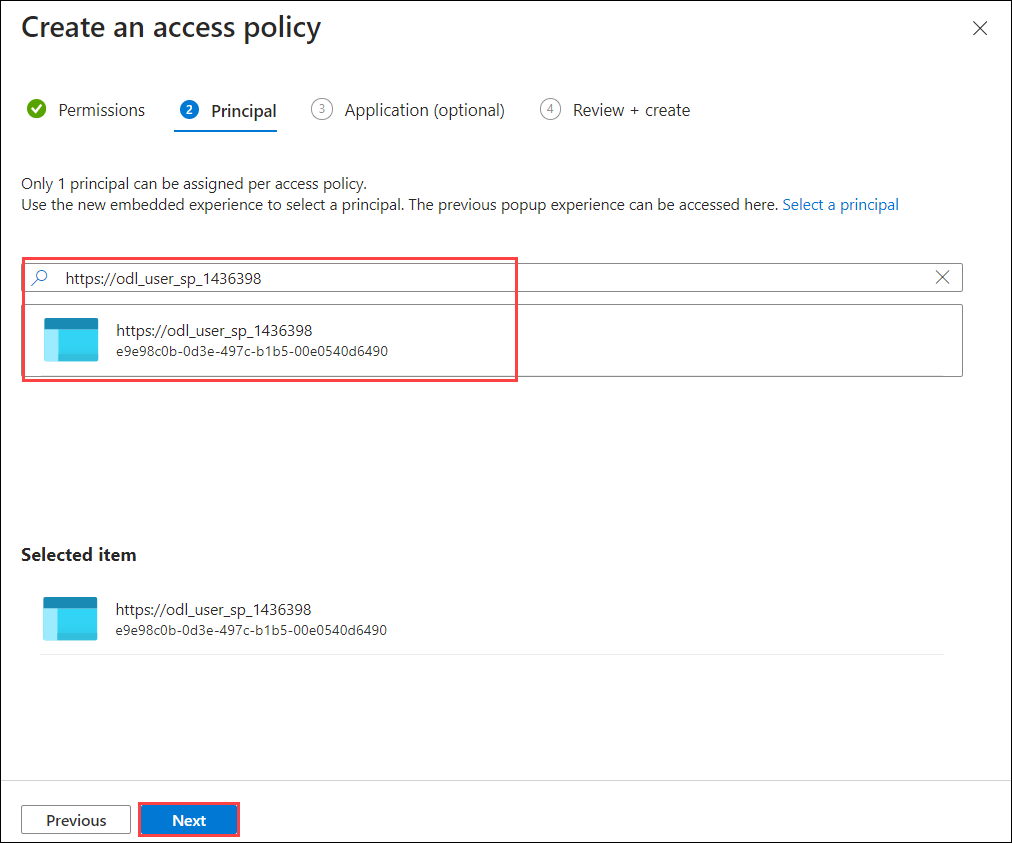 Create an access policy
Permissions
2 Principal
3 Application (optional)
4 Review + create
Only 1 principal can be assigned per access policy.
Use the new embedded experience to select a principal. The previous popup experience can be accessed here. Select a principal
https://odl_user_sp_1436398
https://odl_user_sp_1436398
e9e98c0b-0d3e-497c-b1b5-00e0540d6490
Selected item
https://odl_user_sp_1436398
e9e98c0b-0d3e-497c-b1b5-00e0540d6490
Previous
Next